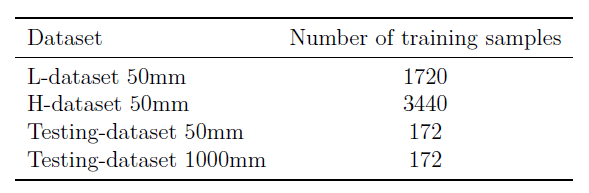 Dataset Number of training samples
L-dataset 50mm 1720
H-dataset 50mm 3440
Testing-dataset 50mm 172
Testing-dataset 1000mm 172